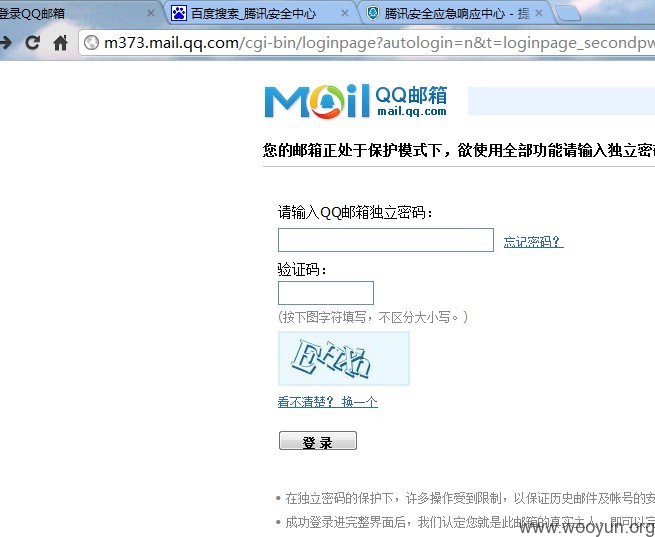 登录QQ邮箱
百度搜索_腾讯安全中心
腾讯安全应急响应中心 - 提
m373.mail.qq.com/cgi-bin/loginpage?autologin=n&t=loginpage_secondpw
Mail QQ邮箱
mail.qq.com
您的邮箱正处于保护模式下，欲使用全部功能请输入独立密
请输入QQ邮箱独立密码：
忘记密码？
验证码：
(按下图字符填写，不区分大小写。)
看不清楚？ 换一个
登 录
• 在独立密码的保护下，许多操作受到限制，以保证历史邮件及帐号的安
• 成功登录进完整界面后，我们认定您就是此邮箱的真实主人，即可以完
www.wooyun.org